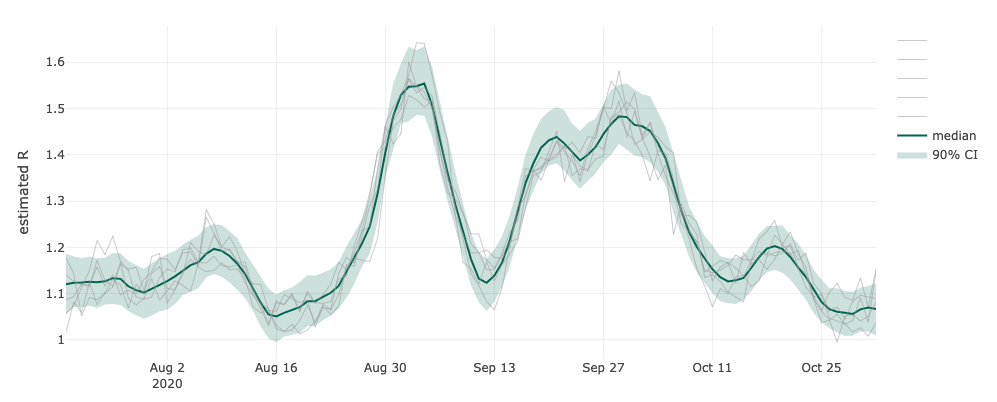 estimated R
1.6
1.5
1.4
1.3
1.2
1.1
1
Aug 2
2020
Aug 16
Aug 30
Sep 13
Sep 27
Oct 11
Oct 25
median
90% CI